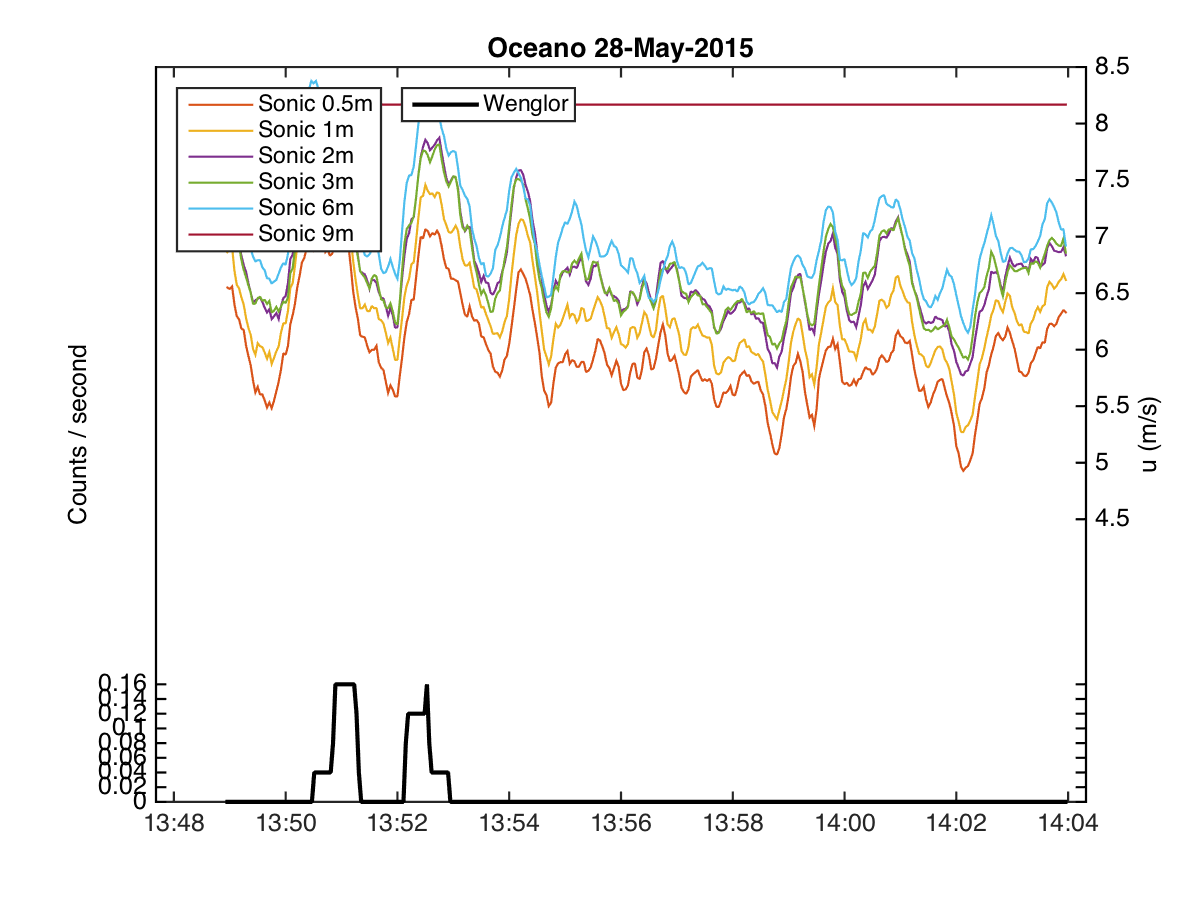 Oceano 28-May-2015
Sonic 0.5m
Sonic 1m
Sonic 2m
Sonic 3m
Sonic 6m
Sonic 9m
Wenglor
Counts / second
0.16
0.14
0.12
0.1
0.08
0.06
0.04
0.02
0
8.5
8
7.5
7
6.5
6
5.5
5
4.5
u (m/s)
13:48 13:50 13:52 13:54 13:56 13:58 14:00 14:02 14:04